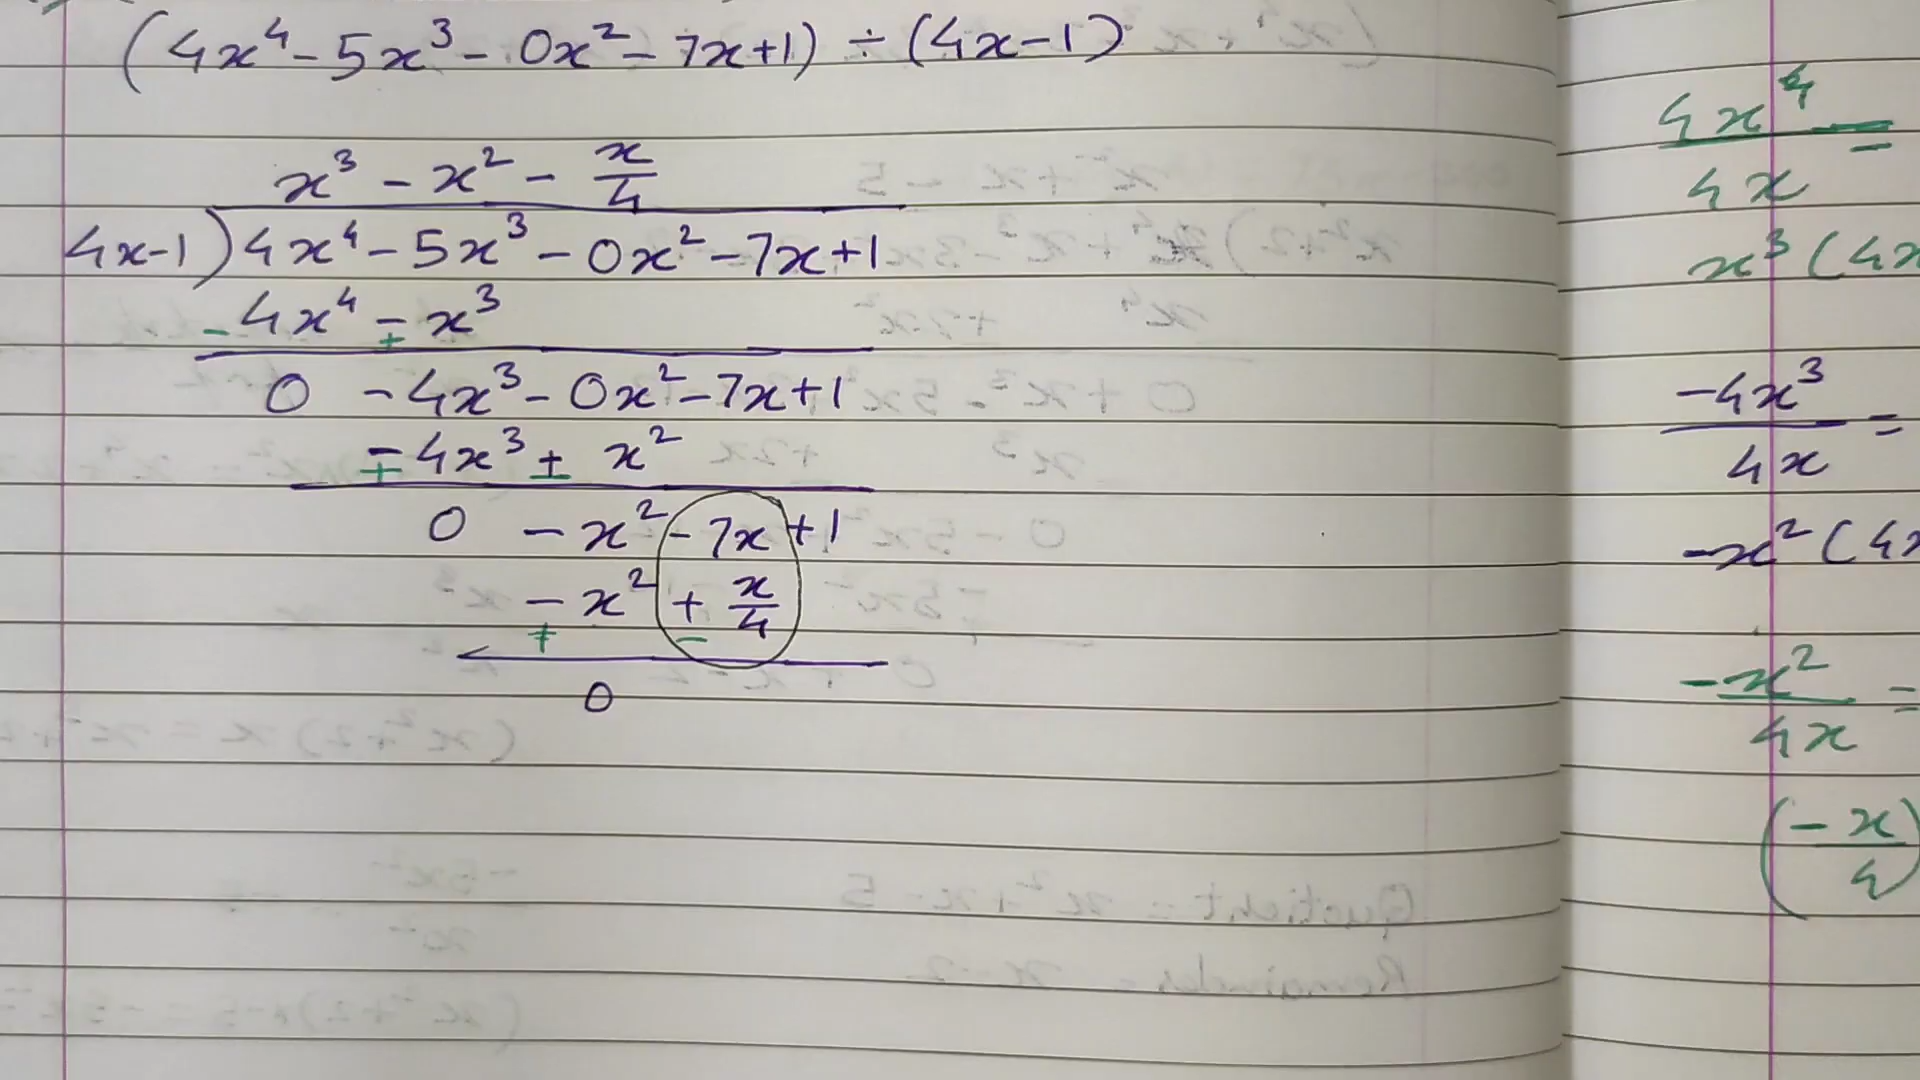 (4x⁴ - 5x³ - 0x² - 7x + 1) ÷ (4x - 1)
x³ - x² - x/4
4x-1) 4x⁴ - 5x³ - 0x² - 7x + 1
4x⁴ - x³
- +
0 - 4x³ - 0x² - 7x + 1
- 4x³ + x²
+ -
0 - x² - 7x + 1
- x² + x/4
+ -
0
4x⁴/4x =
x³(4x
-4x³/4x =
-x²(4x
-x²/4x =
(-x/4)